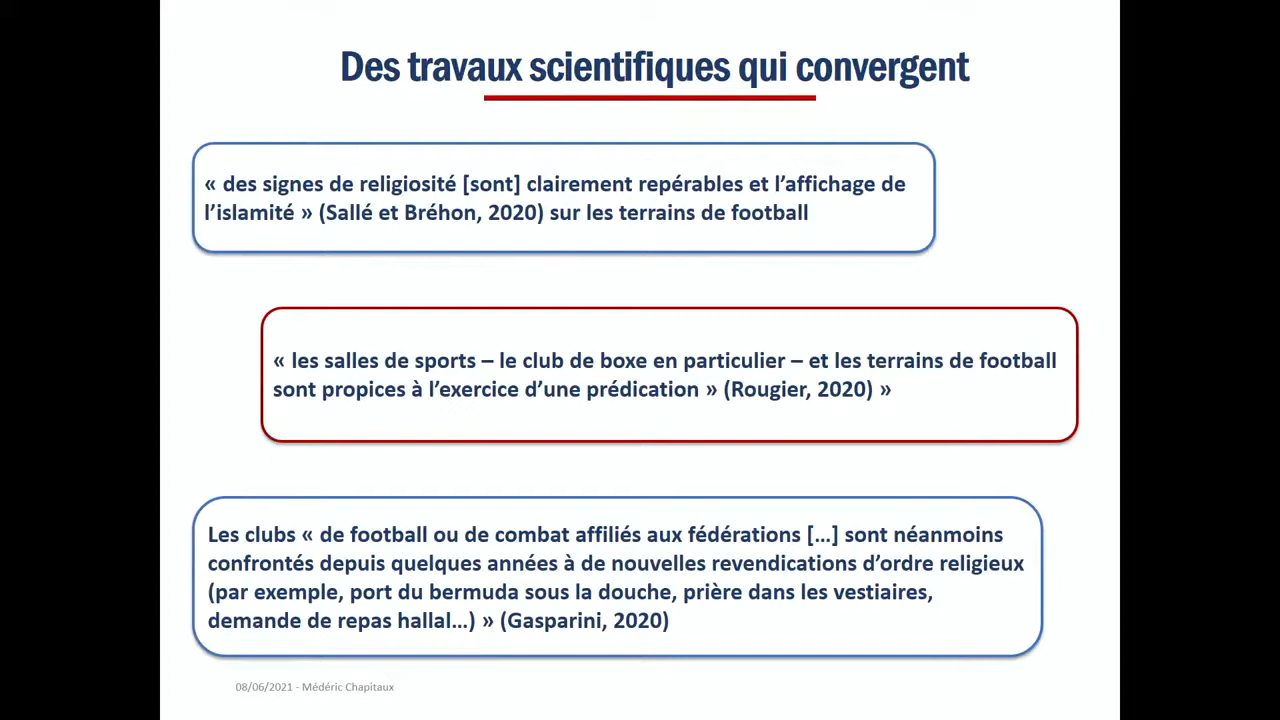 Des travaux scientifiques qui convergent
« des signes de religiosité [sont] clairement repérables et l’affichage de
l’islamité » (Sallé et Bréhon, 2020) sur les terrains de football
« les salles de sports – le club de boxe en particulier – et les terrains de football
sont propices à l’exercice d’une prédication » (Rougier, 2020) »
Les clubs « de football ou de combat affiliés aux fédérations [...] sont néanmoins
confrontés depuis quelques années à de nouvelles revendications d’ordre religieux
(par exemple, port du bermuda sous la douche, prière dans les vestiaires,
demande de repas hallal...) » (Gasparini, 2020)
08/06/2021 - Médéric Chapitaux